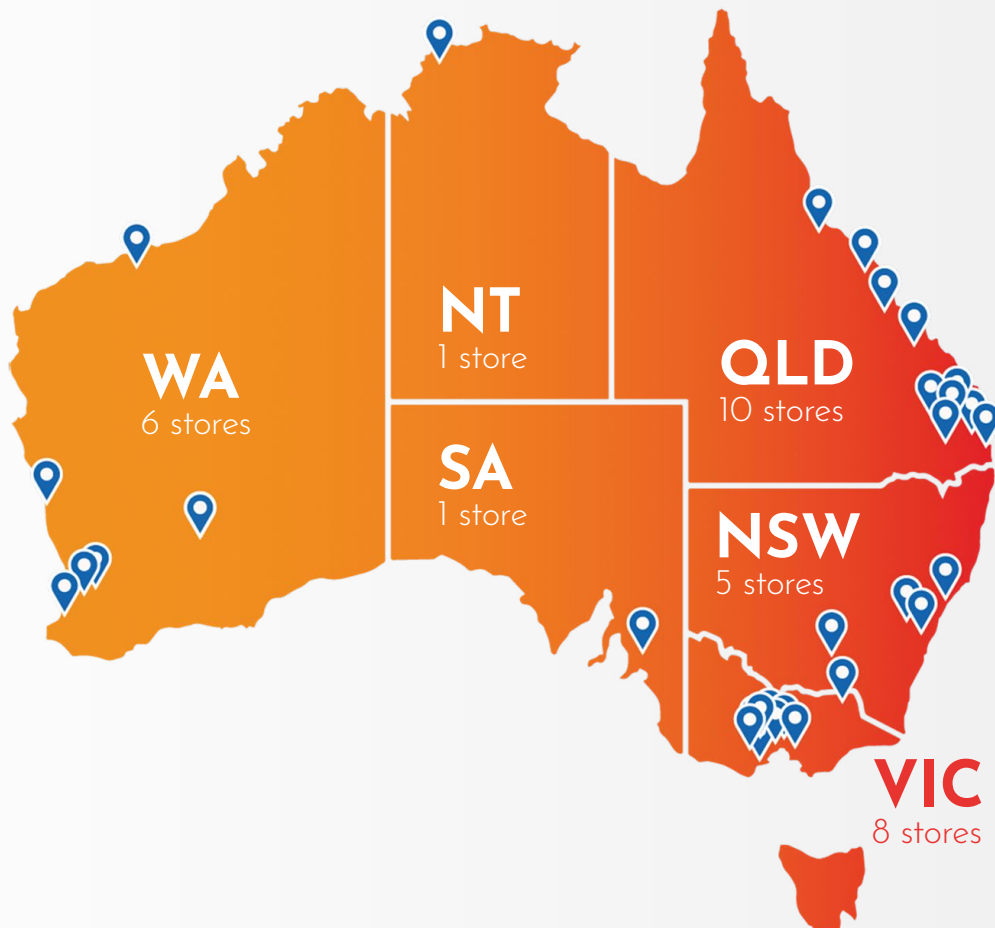 NT
1 store
WA
6 stores
QLD
10 stores
SA
1 store
NSW
5 stores
VIC
8 stores